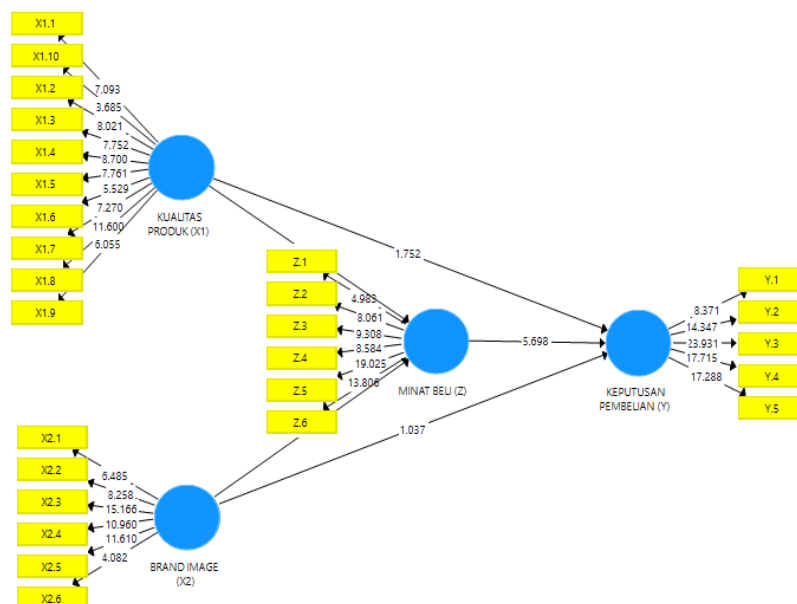 X1.1
X1.10
X1.2
X1.3
X1.4
X1.5
X1.6
X1.7
X1.8
X1.9
7.093
3.685
8.021
7.752
8.700
7.761
5.529
7.270
11.600
6.055
KUALITAS
PRODUK (X1)
1.752
Z.1
Z.2
Z.3
Z.4
Z.5
Z.6
4.983
8.061
9.308
8.584
19.025
13.806
MINAT BELI (Z)
5.698
KEPUTUSAN
PEMBELIAN (Y)
8.371
14.347
23.931
17.715
17.288
Y.1
Y.2
Y.3
Y.4
Y.5
1.037
X2.1
X2.2
X2.3
X2.4
X2.5
X2.6
6.485
8.258
15.166
10.960
11.610
4.082
BRAND IMAGE
(X2)